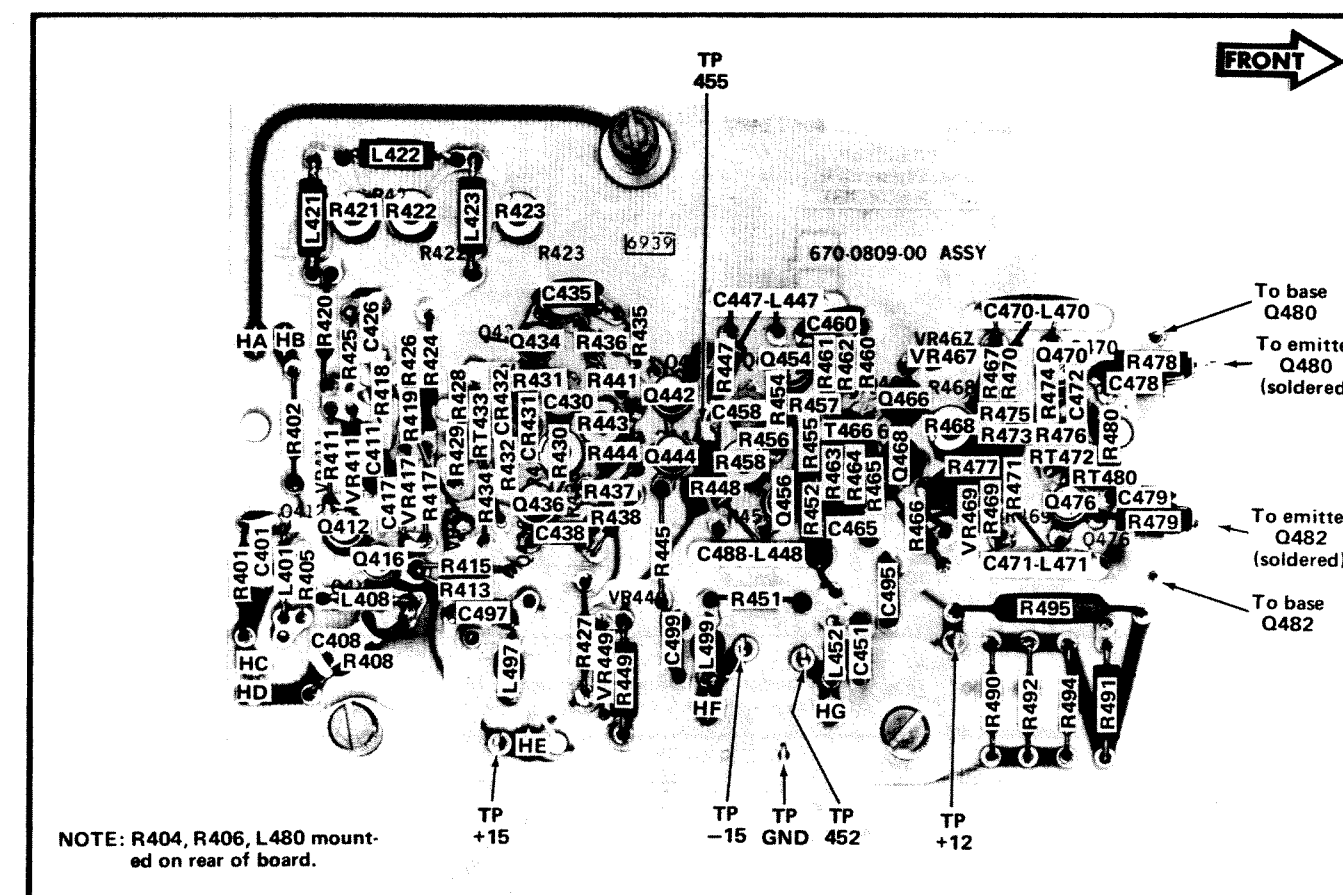 FRONT
TP
455
L422
L421
R421
R422
L423
R423
R422
R423
6939
670-0809-00 ASSY
HA
HB
R420
R425
C426
R426
R424
C435
Q434
R436
R435
C447-L447
C460
VR467
C470-L470
To base
Q480
To emitte
Q480
(soldered)
R402
R411
VR411
C411
R418
R419
R417
VR417
C417
R428
R429
RT433
CR432
R432
CR431
R434
R431
R441
C430
R443
R430
R444
R437
Q436
R438
C438
Q442
Q444
R447
Q454
R461
R462
R460
VR467
R467
R470
Q470
R478
C478
C458
R454
R457
R456
R455
R458
T466
R463
R464
R465
Q466
R468
Q468
R468
R474
C472
R475
R473
R476
R480
R477
R471
RT472
RT480
Q476
C479
R479
R448
Q456
R452
C465
R466
VR469
R469
C471-L471
To emitte
Q482
(soldered)
To base
Q482
Q412
Q416
R401
C401
L401
R405
R415
R413
L408
C497
C408
R408
HC
HD
R445
C488-L448
R451
C495
R495
L497
R427
VR449
R449
C499
L499
L452
C451
HF
HG
R490
R492
R494
R491
HE
TP
+15
TP
−15
TP
GND
TP
452
TP
+12
NOTE: R404, R406, L480 mount-
ed on rear of board.